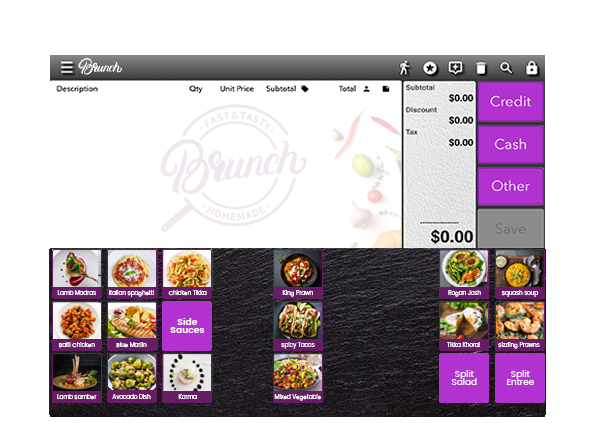 Brunch
Description Qty Unit Price Subtotal Total
Subtotal
$0.00
Discount
$0.00
Tax
$0.00
$0.00
Credit
Cash
Other
Save
FAST & TASTY
Brunch
HOMEMADE
Lamb Madras Italian spaghetti chicken Tikka King Prawn Rogan Josh squash soup
Balti chicken Blue Marlin Side Sauces spicy Tacos Tikka Khorai sizzling Prawns
Lamb samber Avocado Dish Karma Mixed Vegetable Split Salad Split Entree